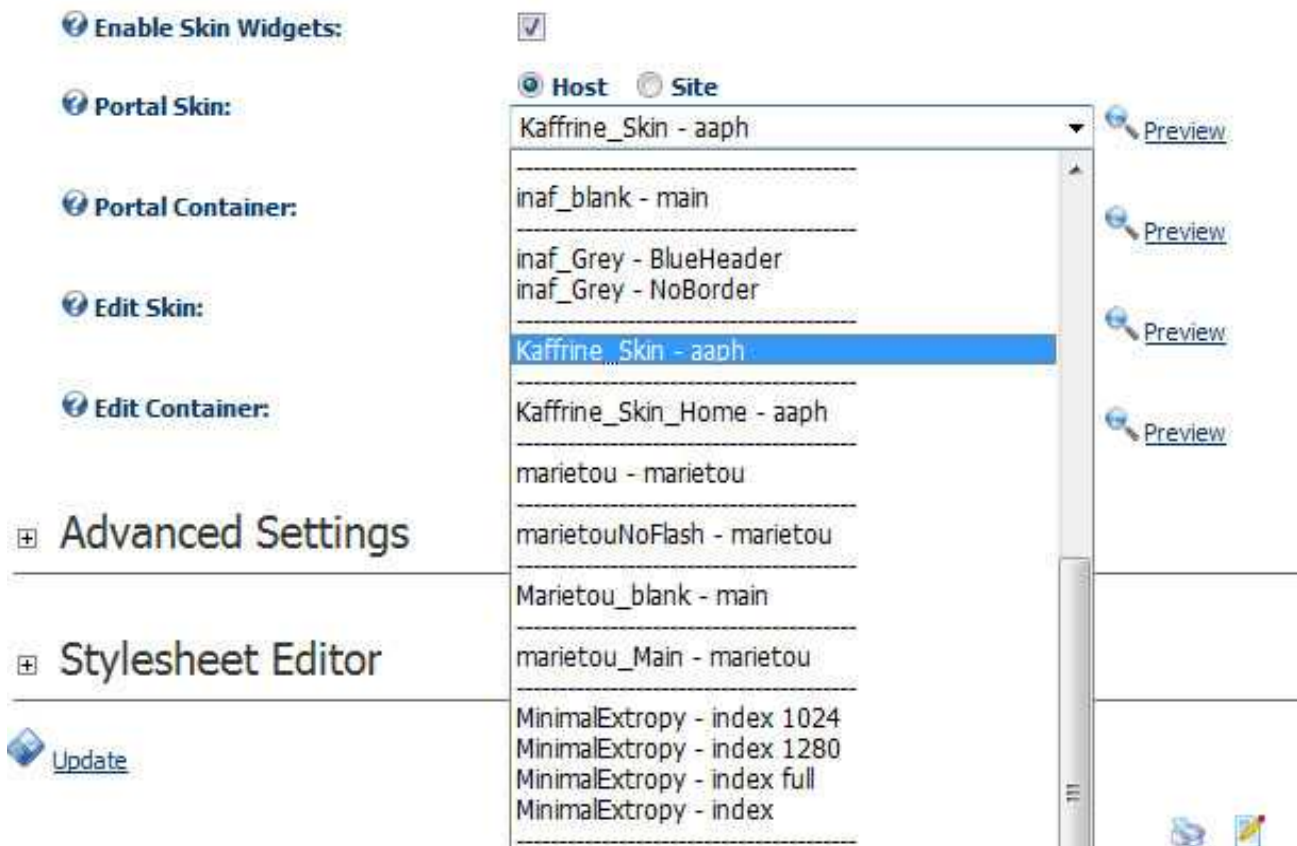 Enable Skin Widgets:
Host Site
Portal Skin:
Kaffrine_Skin - aaph
Preview
----------------------------------
inaf_blank - main
Portal Container:
Preview
----------------------------------
inaf_Grey - BlueHeader
inaf_Grey - NoBorder
Edit Skin:
Preview
----------------------------------
Kaffrine_Skin - aaph
----------------------------------
Edit Container:
Kaffrine_Skin_Home - aaph
Preview
----------------------------------
marietou - marietou
----------------------------------
Advanced Settings
marietouNoFlash - marietou
----------------------------------
Marietou_blank - main
----------------------------------
Stylesheet Editor
marietou_Main - marietou
----------------------------------
MinimalExtropy - index 1024
MinimalExtropy - index 1280
Update
MinimalExtropy - index full
MinimalExtropy - index
----------------------------------